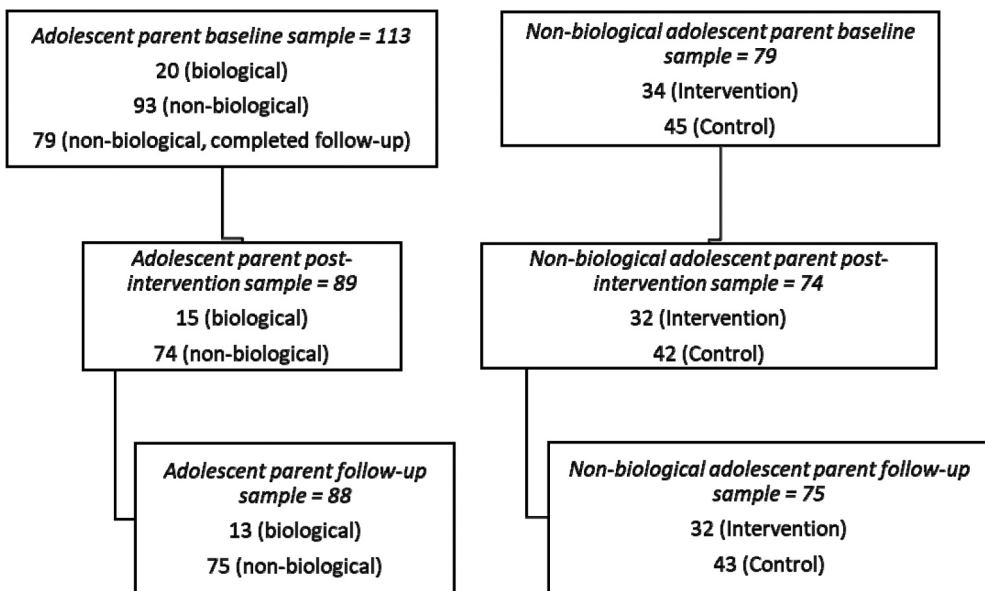 Adolescent parent baseline sample = 113
20 (biological)
93 (non-biological)
79 (non-biological, completed follow-up)
Non-biological adolescent parent baseline
sample = 79
34 (Intervention)
45 (Control)
Adolescent parent post-
intervention sample = 89
15 (biological)
74 (non-biological)
Non-biological adolescent parent post-
intervention sample = 74
32 (Intervention)
42 (Control)
Adolescent parent follow-up
sample = 88
13 (biological)
75 (non-biological)
Non-biological adolescent parent follow-up
sample = 75
32 (Intervention)
43 (Control)